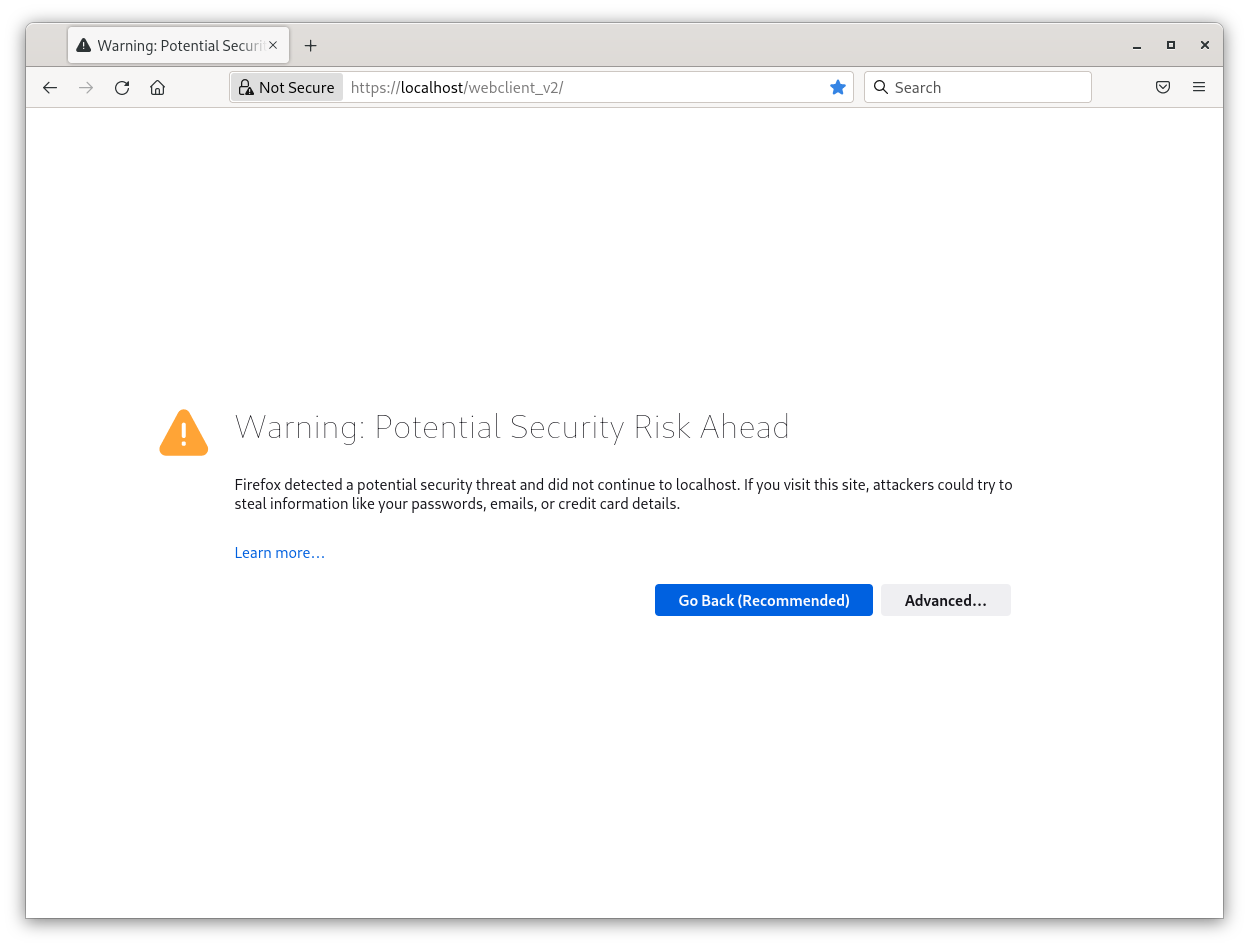 Warning: Potential Securi
Not Secure
https://localhost/webclient_v2/
Search
Warning: Potential Security Risk Ahead
Firefox detected a potential security threat and did not continue to localhost. If you visit this site, attackers could try to
steal information like your passwords, emails, or credit card details.
Learn more…
Go Back (Recommended)
Advanced…